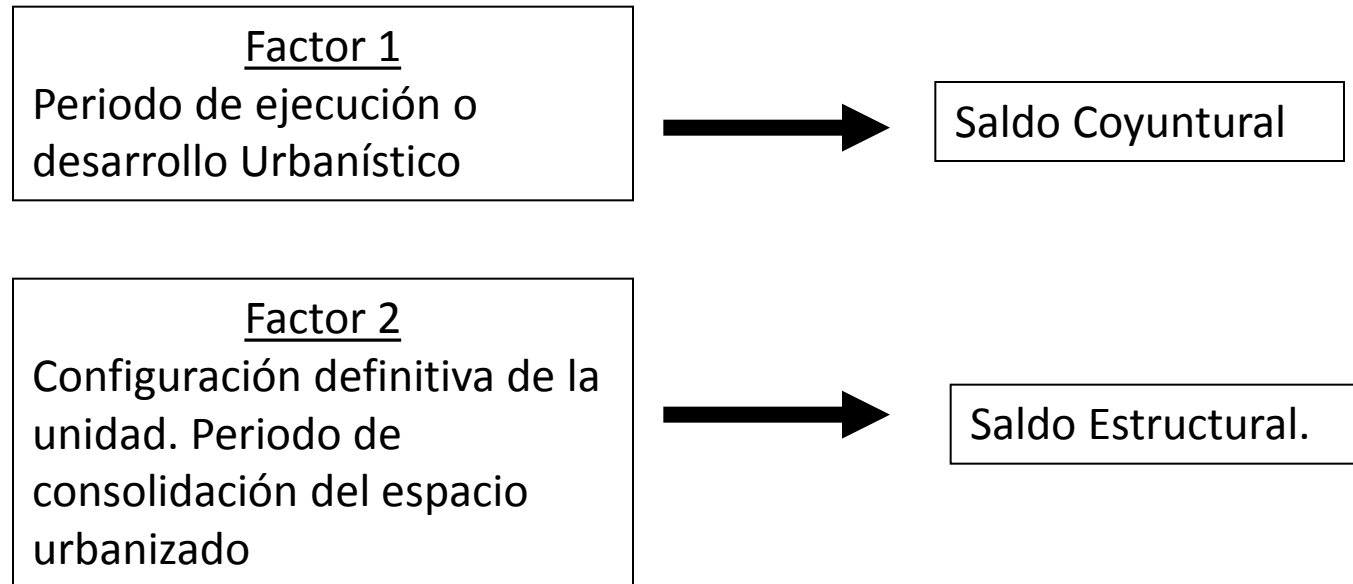 Factor 1
Periodo de ejecución o
desarrollo Urbanístico
Saldo Coyuntural
Factor 2
Configuración definitiva de la
unidad. Periodo de
consolidación del espacio
urbanizado
Saldo Estructural.